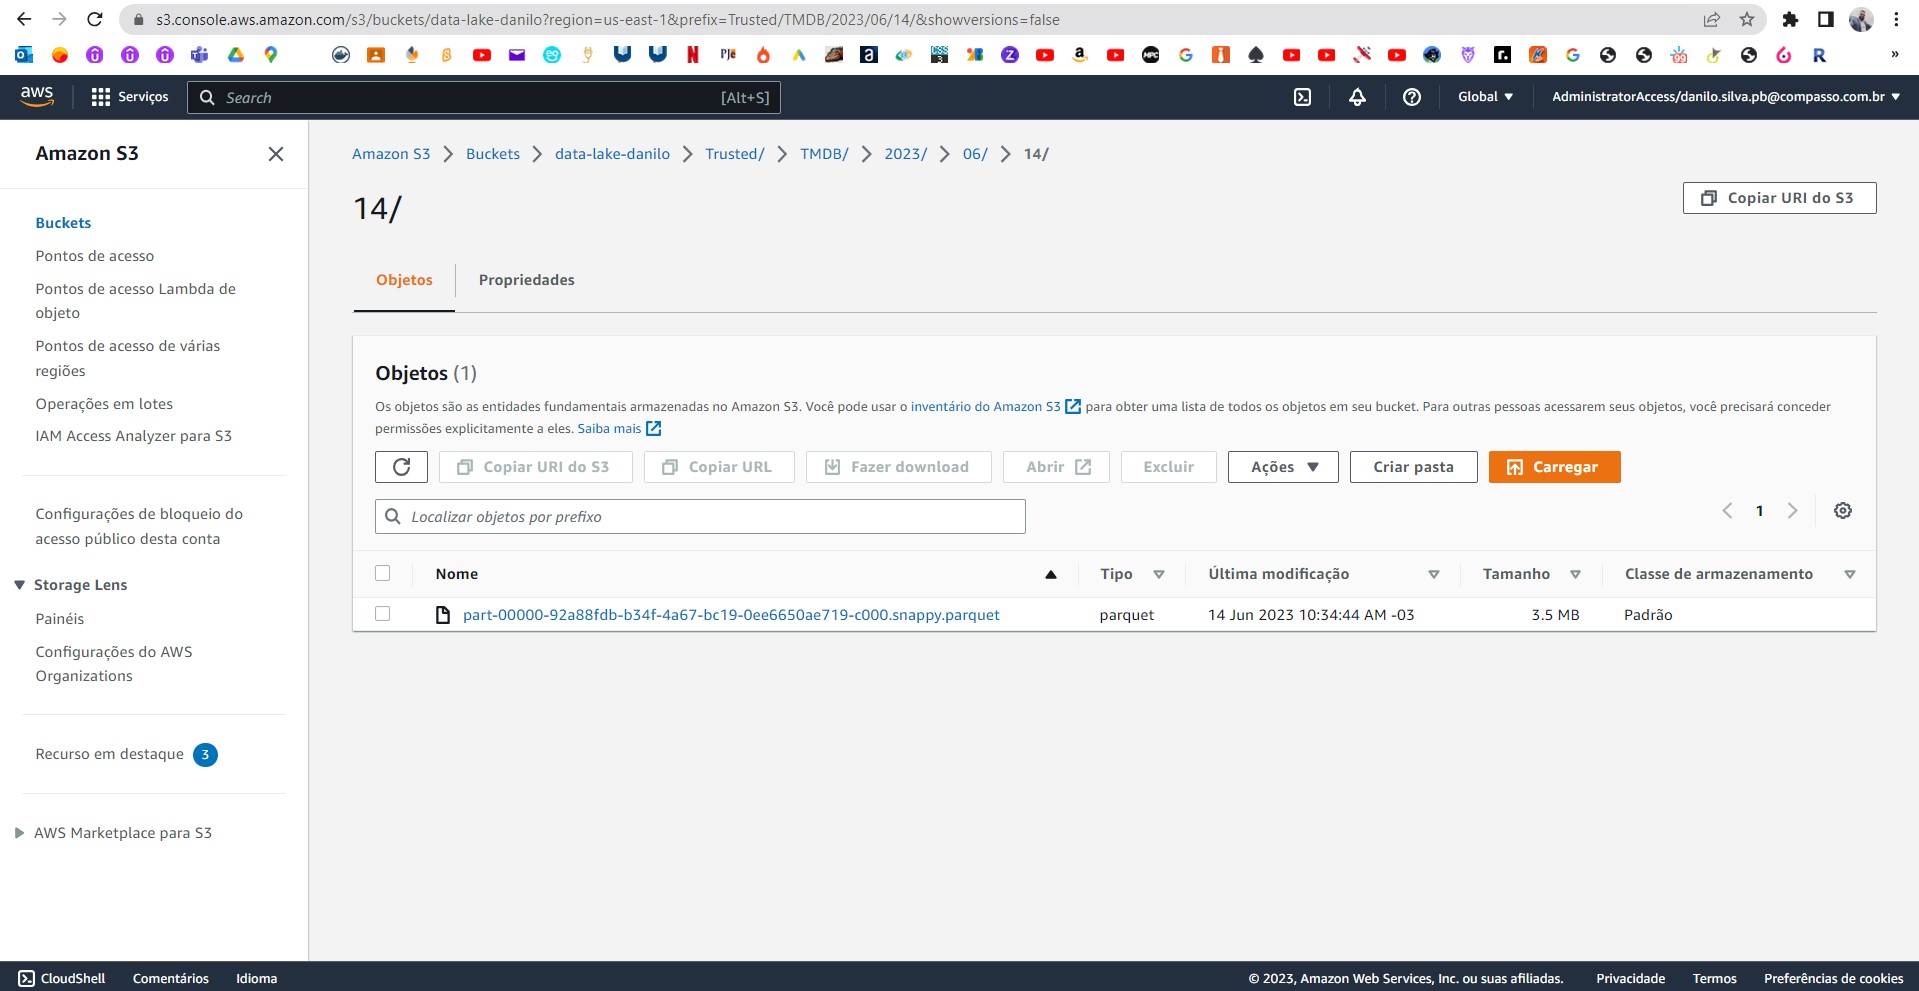 s3.console.aws.amazon.com/s3/buckets/data-lake-danilo?region=us-east-1&prefix=Trusted/TMDB/2023/06/14/&showversions=false
aws
Serviços
Search
[Alt+S]
Global
AdministratorAccess/danilo.silva.pb@compasso.com.br
Amazon S3
Buckets
Pontos de acesso
Pontos de acesso Lambda de
objeto
Pontos de acesso de várias
regiões
Operações em lotes
IAM Access Analyzer para S3
Configurações de bloqueio do
acesso público desta conta
Storage Lens
Painéis
Configurações do AWS
Organizations
Recurso em destaque 3
AWS Marketplace para S3
Amazon S3 Buckets data-lake-danilo Trusted/ TMDB/ 2023/ 06/ 14/
14/
Copiar URI do S3
Objetos
Propriedades
Objetos (1)
Os objetos são as entidades fundamentais armazenadas no Amazon S3. Você pode usar o inventário do Amazon S3 para obter uma lista de todos os objetos em seu bucket. Para outras pessoas acessarem seus objetos, você precisará conceder
permissões explicitamente a eles. Saiba mais
Copiar URI do S3
Copiar URL
Fazer download
Abrir
Excluir
Ações
Criar pasta
Carregar
Localizar objetos por prefixo
1
Nome Tipo Última modificação Tamanho Classe de armazenamento
part-00000-92a88fdb-b34f-4a67-bc19-0ee6650ae719-c000.snappy.parquet parquet 14 Jun 2023 10:34:44 AM -03 3.5 MB Padrão
CloudShell Comentários Idioma
© 2023, Amazon Web Services, Inc. ou suas afiliadas. Privacidade Termos Preferências de cookies